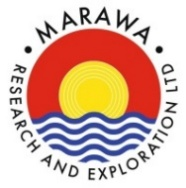 • MARAWA •
RESEARCH AND EXPLORATION LTD